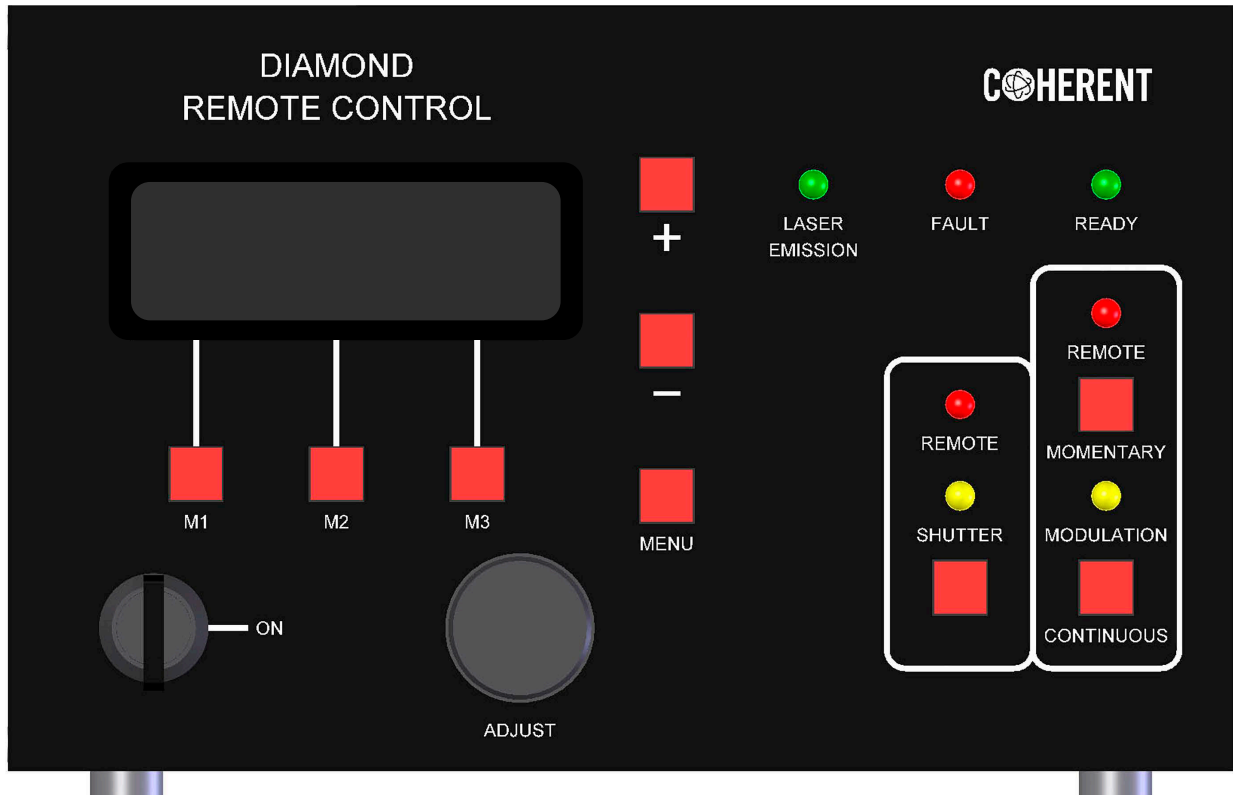 DIAMOND
REMOTE CONTROL
COHERENT
+
−
LASER
EMISSION
FAULT
READY
REMOTE
MOMENTARY
REMOTE
SHUTTER
MODULATION
CONTINUOUS
M1
M2
M3
MENU
ON
ADJUST